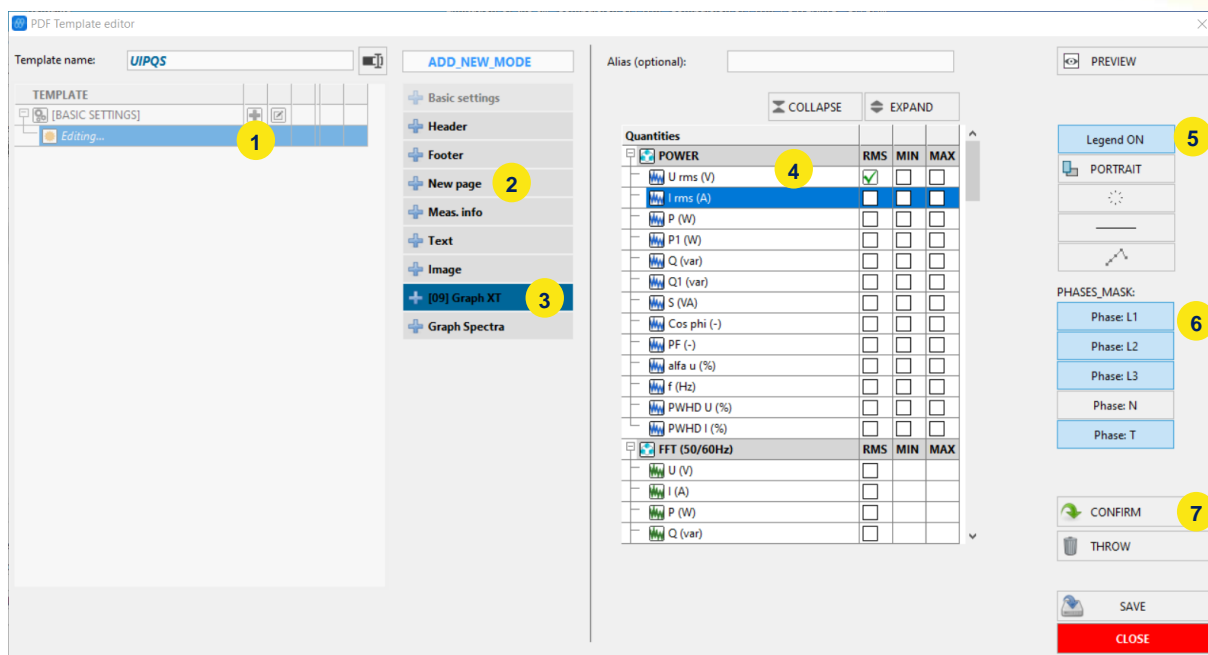 PDF Template editor
Template name: UIPQS
ADD_NEW_MODE
Alias (optional):
PREVIEW
TEMPLATE
[BASIC SETTINGS]
Editing...
1
Basic settings
Header
Footer
New page
2
Meas. info
Text
Image
[09] Graph XT
3
Graph Spectra
COLLAPSE
EXPAND
Quantities
POWER RMS MIN MAX
4
U rms (V)
I rms (A)
P (W)
P1 (W)
Q (var)
Q1 (var)
S (VA)
Cos phi (-)
PF (-)
alfa u (%)
f (Hz)
PWHD U (%)
PWHD I (%)
FFT (50/60Hz) RMS MIN MAX
U (V)
I (A)
P (W)
Q (var)
Legend ON
5
PORTRAIT
PHASES_MASK:
Phase: L1
6
Phase: L2
Phase: L3
Phase: N
Phase: T
CONFIRM
7
THROW
SAVE
CLOSE